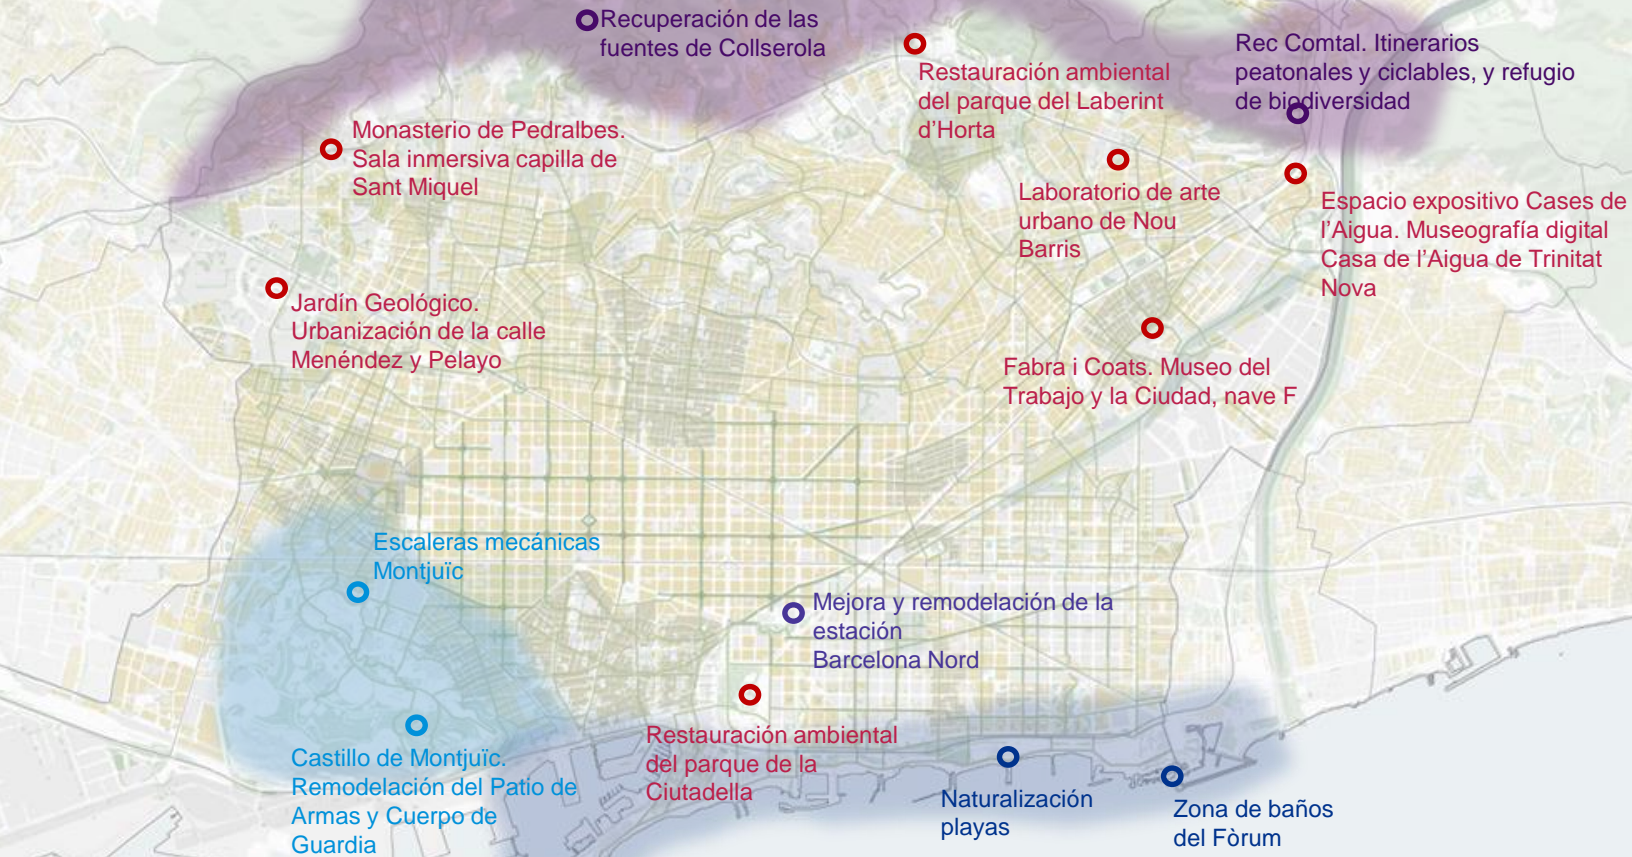 Recuperación de las
fuentes de Collserola
Restauración ambiental
del parque del Laberint
d'Horta
Rec Comtal. Itinerarios
peatonales y ciclables, y refugio
de biodiversidad
Monasterio de Pedralbes.
Sala inmersiva capilla de
Sant Miquel
Laboratorio de arte
urbano de Nou
Barris
Espacio expositivo Cases de
l'Aigua. Museografía digital
Casa de l'Aigua de Trinitat
Nova
Jardín Geológico.
Urbanización de la calle
Menéndez y Pelayo
Fabra i Coats. Museo del
Trabajo y la Ciudad, nave F
Escaleras mecánicas
Montjuïc
Mejora y remodelación de la
estación
Barcelona Nord
Restauración ambiental
del parque de la
Ciutadella
Castillo de Montjuïc.
Remodelación del Patio de
Armas y Cuerpo de
Guardia
Naturalización
playas
Zona de baños
del Fòrum